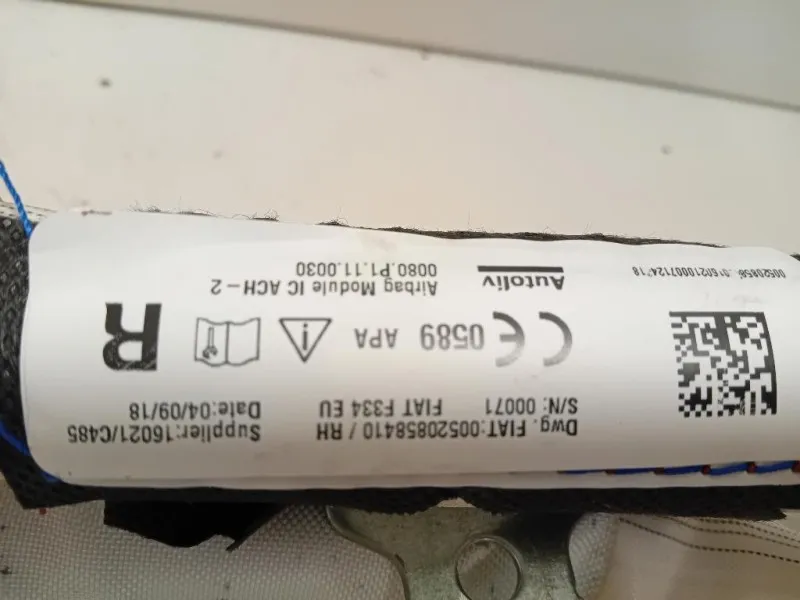 Dwg. FIAT:00520858410 / RH Supplier:16021/C485
S/N: 00071 FIAT F334 EU Date:04/09/18
CE 0589 APA R
Autoliv Airbag Module IC ACH-2
0080.P1.11.0030